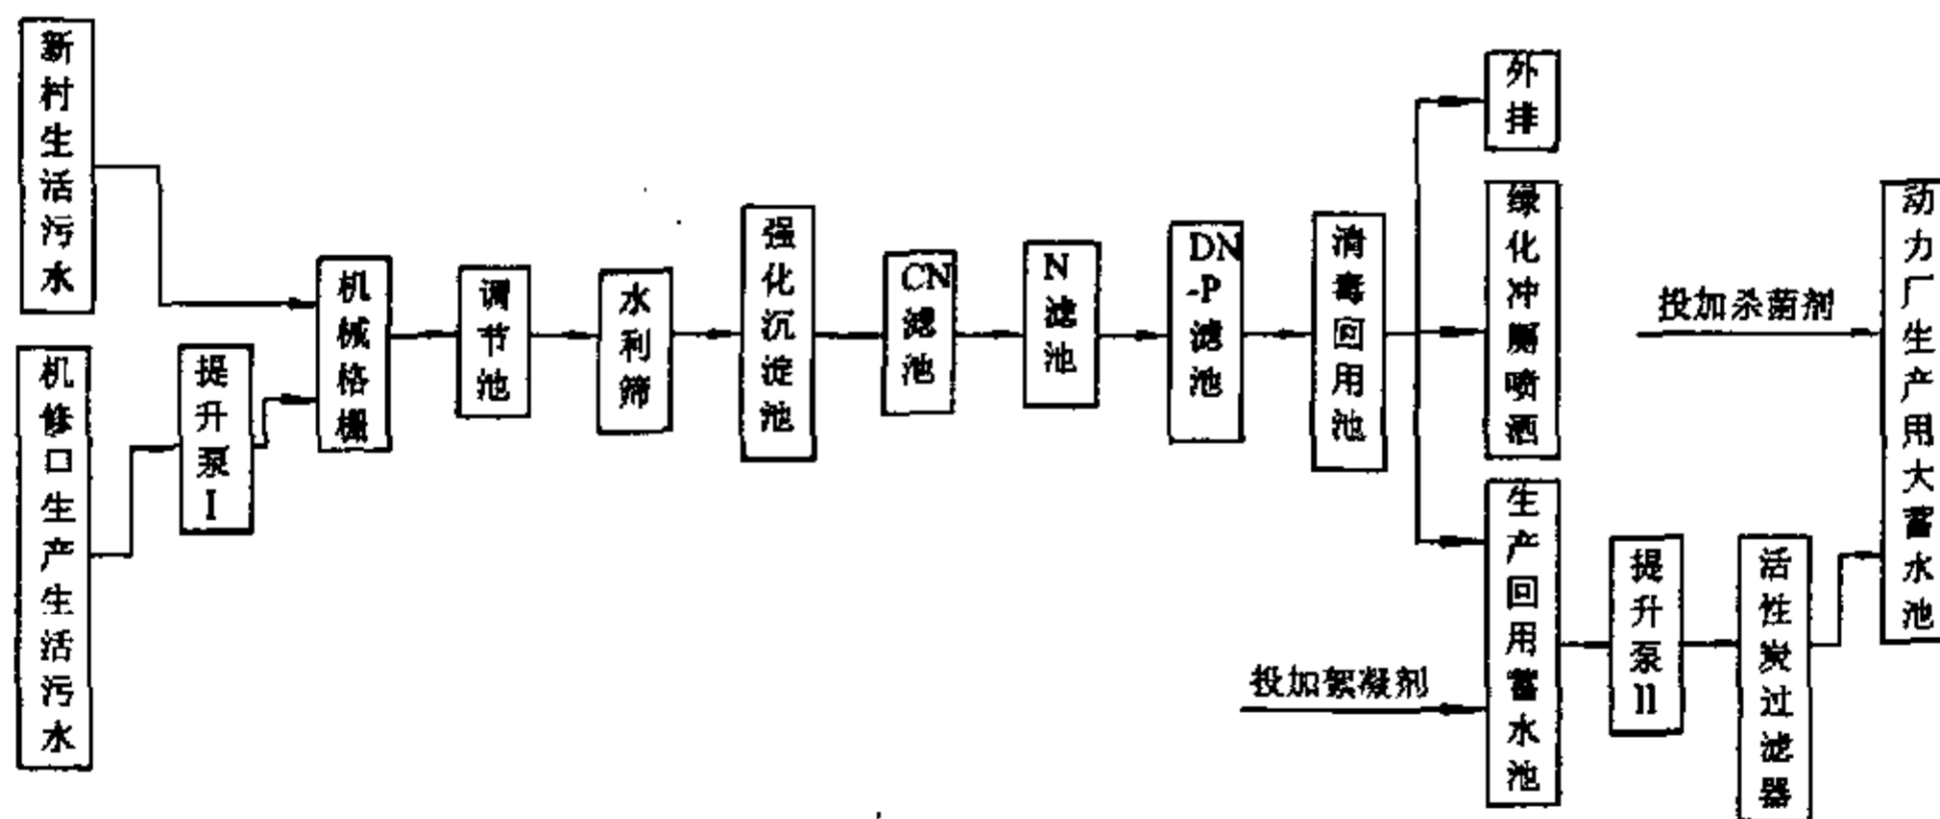 新村生活污水
机修口生产生活污水
提升泵I
机械格栅
调节池
水利筛
强化沉淀池
CN滤池
N滤池
DN-P滤池
消毒回用池
外排
绿化冲厕喷洒
生产回用蓄水池
投加絮凝剂
提升泵II
活性炭过滤器
投加杀菌剂
动力厂生产用大蓄水池